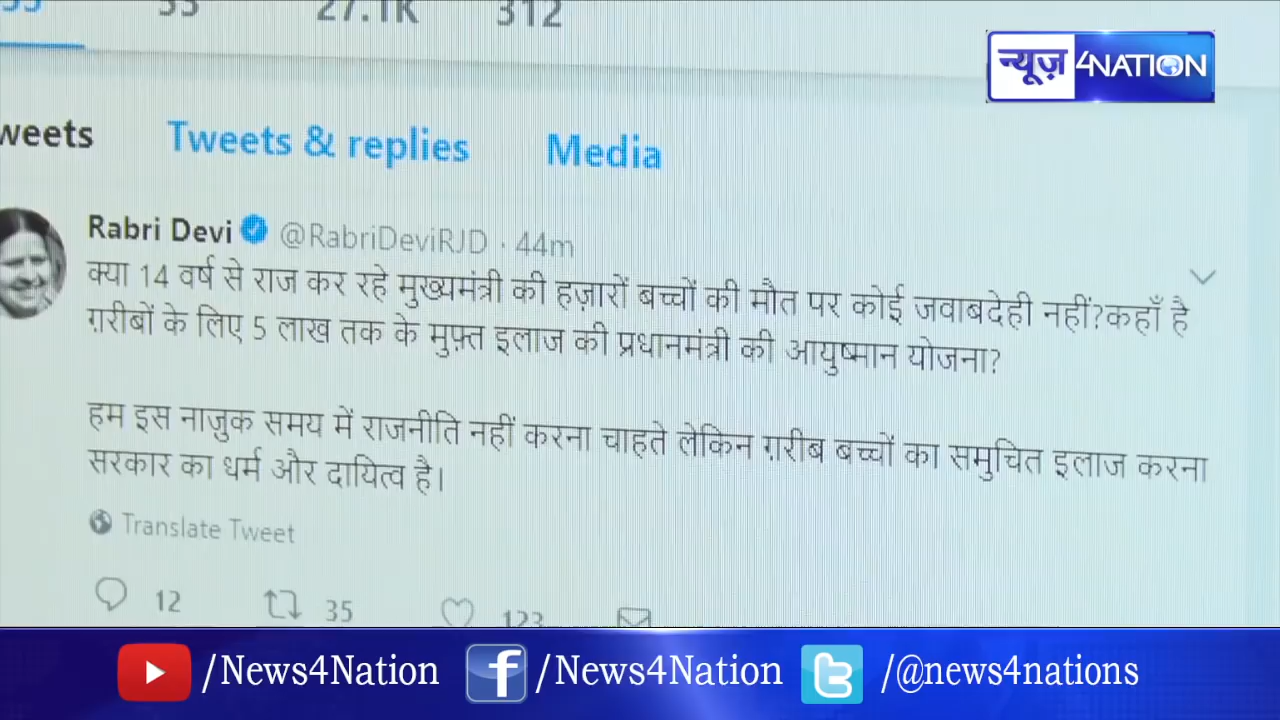 33
27.1K
312
न्यूज़ 4NATION
weets Tweets & replies Media
Rabri Devi @RabriDeviRJD · 44m
क्या 14 वर्ष से राज कर रहे मुख्यमंत्री की हज़ारों बच्चों की मौत पर कोई जवाबदेही नहीं?कहाँ है
ग़रीबों के लिए 5 लाख तक के मुफ़्त इलाज की प्रधानमंत्री की आयुष्मान योजना?
हम इस नाजुक समय में राजनीति नहीं करना चाहते लेकिन ग़रीब बच्चों का समुचित इलाज करना
सरकार का धर्म और दायित्व है।
Translate Tweet
12 35 123
/News4Nation /News4Nation /@news4nations